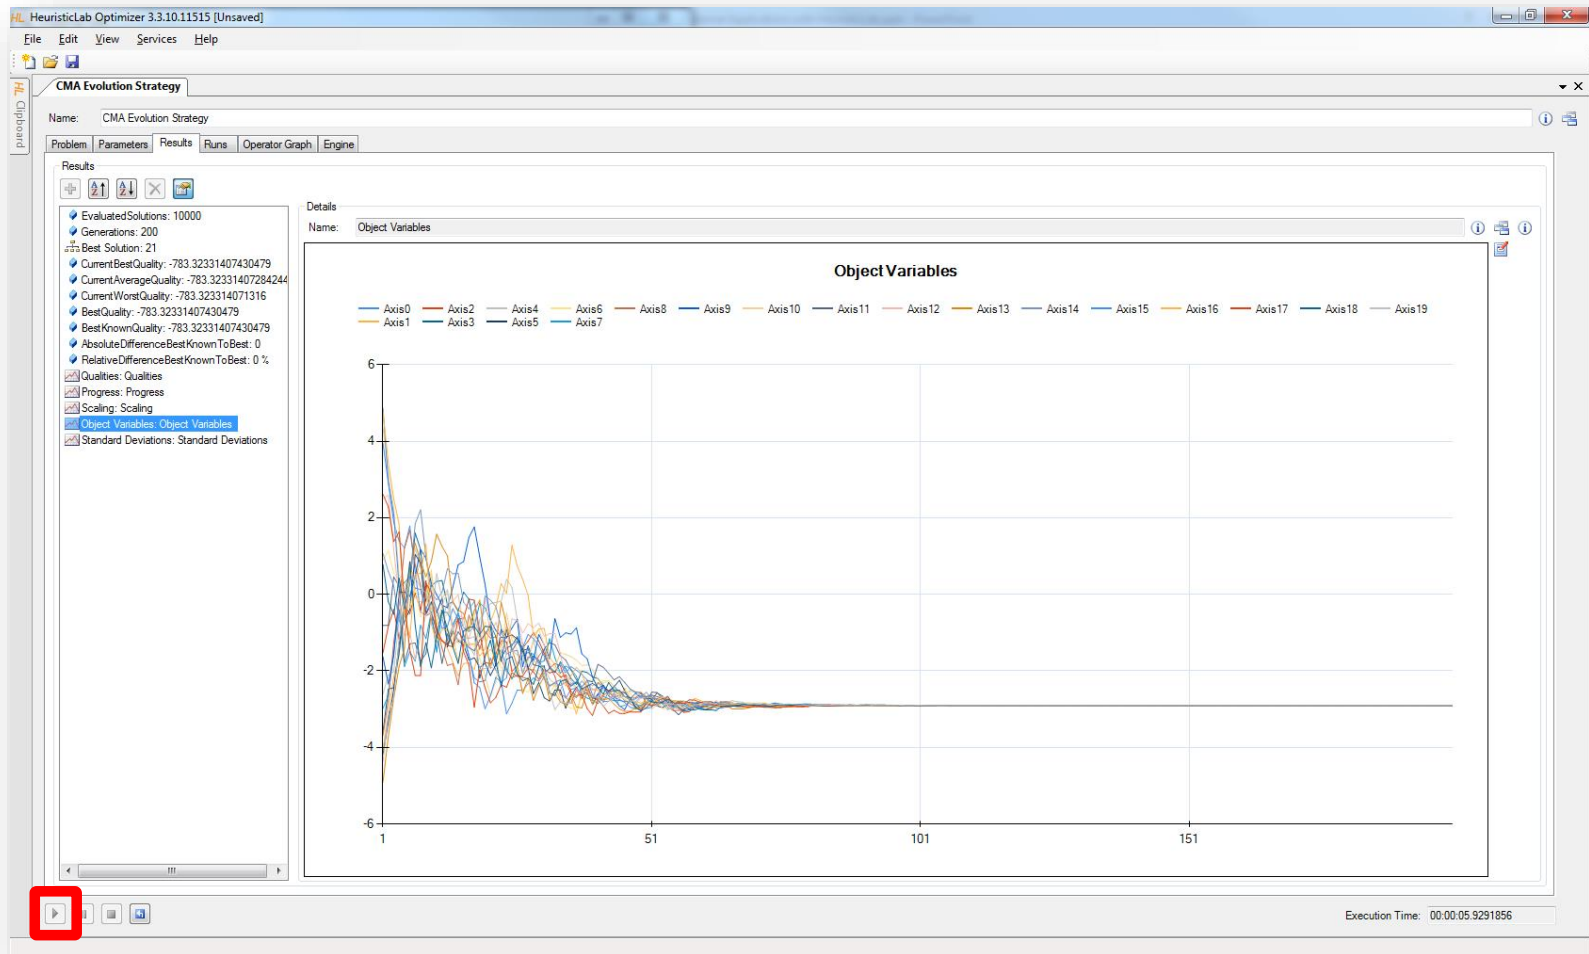 HL HeuristicLab Optimizer 3.3.10.11515 [Unsaved]
File Edit View Services Help
HL Clipboard
CMA Evolution Strategy
Name: CMA Evolution Strategy
Problem Parameters Results Runs Operator Graph Engine
Results
EvaluatedSolutions: 10000
Generations: 200
Best Solution: 21
CurrentBestQuality: -783.32331407430479
CurrentAverageQuality: -783.32331407284244
CurrentWorstQuality: -783.323314071316
BestQuality: -783.32331407430479
BestKnownQuality: -783.32331407430479
AbsoluteDifferenceBestKnownToBest: 0
RelativeDifferenceBestKnownToBest: 0 %
Qualities: Qualities
Progress: Progress
Scaling: Scaling
Object Variables: Object Variables
Standard Deviations: Standard Deviations
Details
Name: Object Variables
Object Variables
Axis0 Axis2 Axis4 Axis6 Axis8 Axis9 Axis10 Axis11 Axis12 Axis13 Axis14 Axis15 Axis16 Axis17 Axis18 Axis19
Axis1 Axis3 Axis5 Axis7
6
4
2
0
-2
-4
-6
1 51 101 151
Execution Time: 00:00:05.9291856